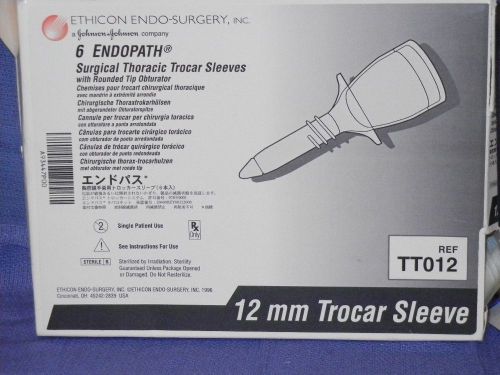 ETHICON ENDO-SURGERY, INC.
a Johnson & Johnson company
6 ENDOPATH®
Surgical Thoracic Trocar Sleeves
with Rounded Tip Obturator
Chemises pour trocart chirurgical thoracique
avec mandrin à extrémité arrondie
Chirurgische Thoraxtrokarhülsen
mit abgerundeter Obturatorspitze
Cannule per trocar per chirurgia toracica
con otturatore a punta arrotondata
Cânulas para trocarte cirúrgico torácico
com obturador de ponta arredondada
Cánulas de trócar quirúrgico torácico
con obturador de punta redondeada
Chirurgische thorax-trocarhulzen
met obturator met ronde tip
エンドパス®
Single Patient Use
Rx Only
See Instructions For Use
STERILE R
Sterilized by Irradiation. Sterility
Guaranteed Unless Package Opened
or Damaged. Do Not Resterilize.
ETHICON ENDO-SURGERY, INC. ©ETHICON ENDO-SURGERY, INC. 1996
Cincinnati, OH 45242-2839 USA
REF
TT012
12 mm Trocar Sleeve